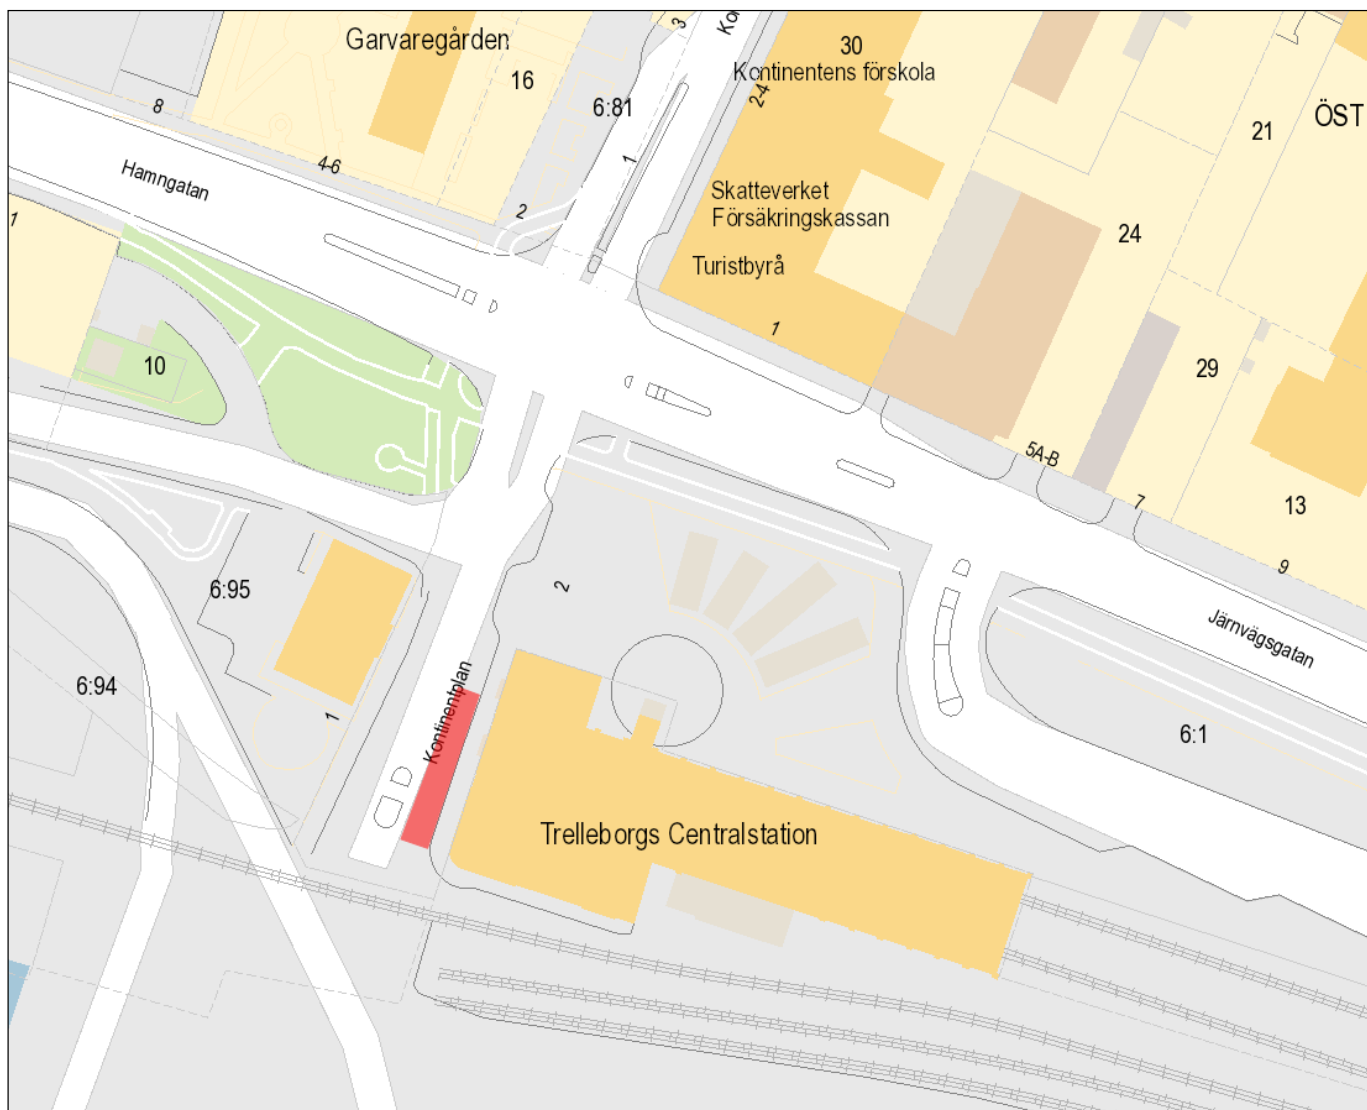 3
Garvaregården
30
Kontinentens förskola
16
2-4
6:81
8
21
ÖST
4-6
1
Hamngatan
Skatteverket
Försäkringskassan
2
1
24
Turistbyrå
1
10
29
5A-B
7
13
9
6:95
2
Järnvägsgatan
6:94
Kontinentplan
1
6:1
Trelleborgs Centralstation